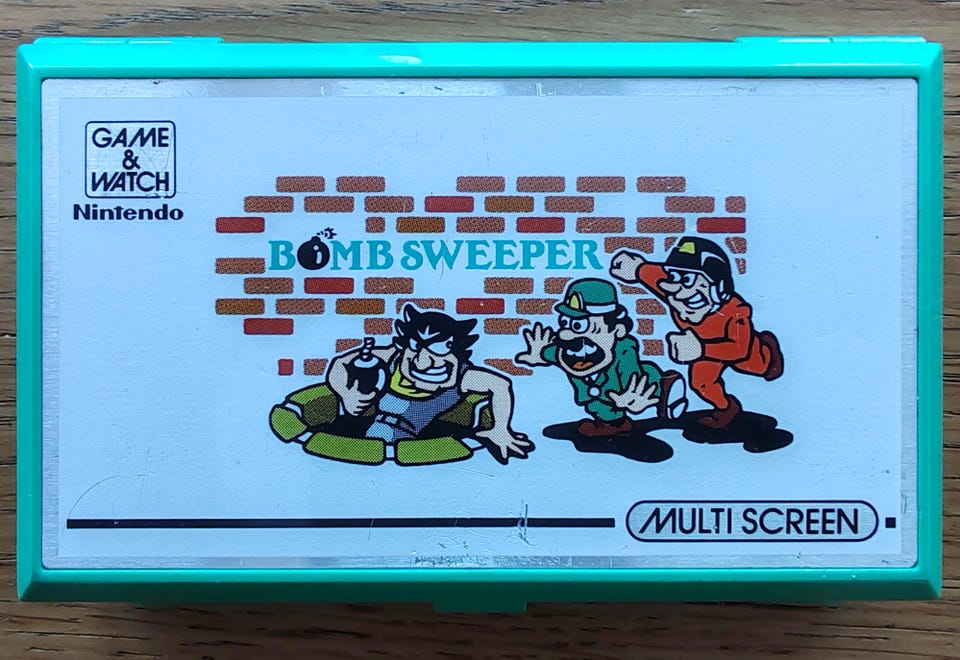 GAME
&
WATCH
Nintendo
BOMB SWEEPER
MULTI SCREEN